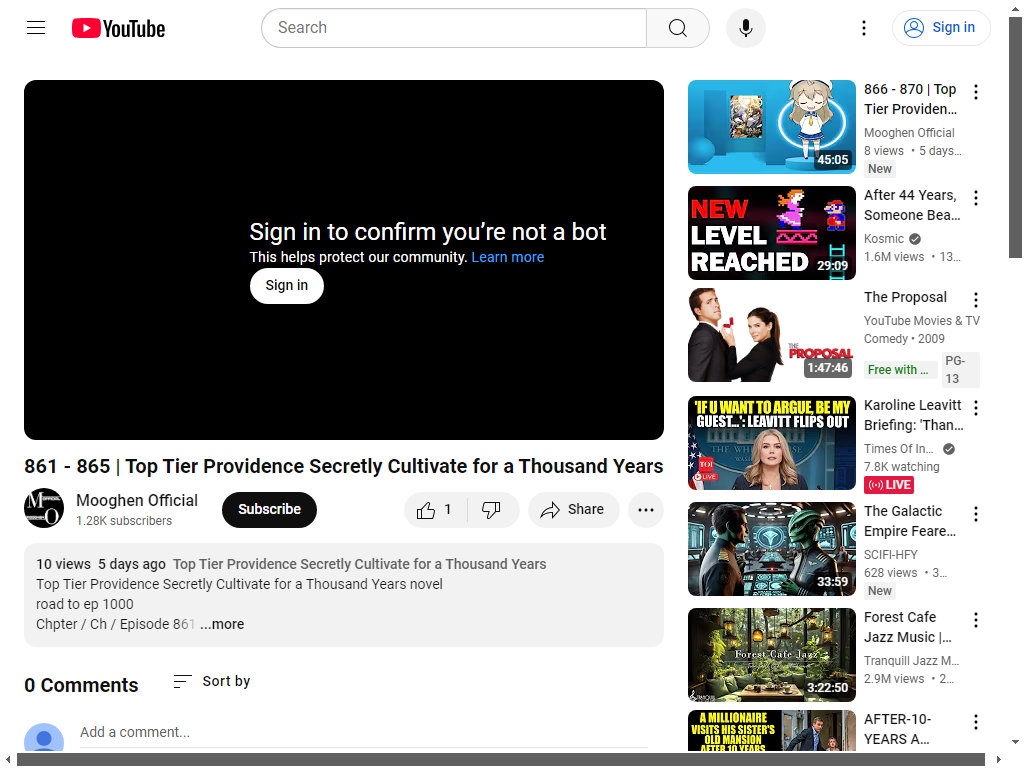 YouTube
Search
Sign in
Sign in to confirm you're not a bot
This helps protect our community. Learn more
Sign in
861 - 865 | Top Tier Providence Secretly Cultivate for a Thousand Years
Mooghen Official
1.28K subscribers
Subscribe
1
Share
10 views 5 days ago Top Tier Providence Secretly Cultivate for a Thousand Years
Top Tier Providence Secretly Cultivate for a Thousand Years novel
road to ep 1000
Chpter / Ch / Episode 861 ...more
0 Comments
Sort by
Add a comment...
45:05
866 - 870 | Top
Tier Providen...
Mooghen Official
8 views • 5 days...
New
NEW
LEVEL
REACHED
29:09
After 44 Years,
Someone Bea...
Kosmic
1.6M views • 13...
THE
PROPOSAL
1:47:46
The Proposal
YouTube Movies & TV
Comedy • 2009
Free with ...
PG-
13
'IF U WANT TO ARGUE, BE MY
GUEST...': LEAVITT FLIPS OUT
THE WHITE HOUSE
TOI
LIVE
Karoline Leavitt
Briefing: 'Than...
Times Of In...
7.8K watching
LIVE
33:59
The Galactic
Empire Feare...
SCIFI-HFY
628 views • 3...
New
Forest Cafe Jazz
3:22:50
Forest Cafe
Jazz Music |...
Tranquill Jazz M...
2.9M views • 2...
A MILLIONAIRE
VISITS HIS SISTER'S
OLD MANSION
AFTER 10 YEARS
AFTER-10-
YEARS A...